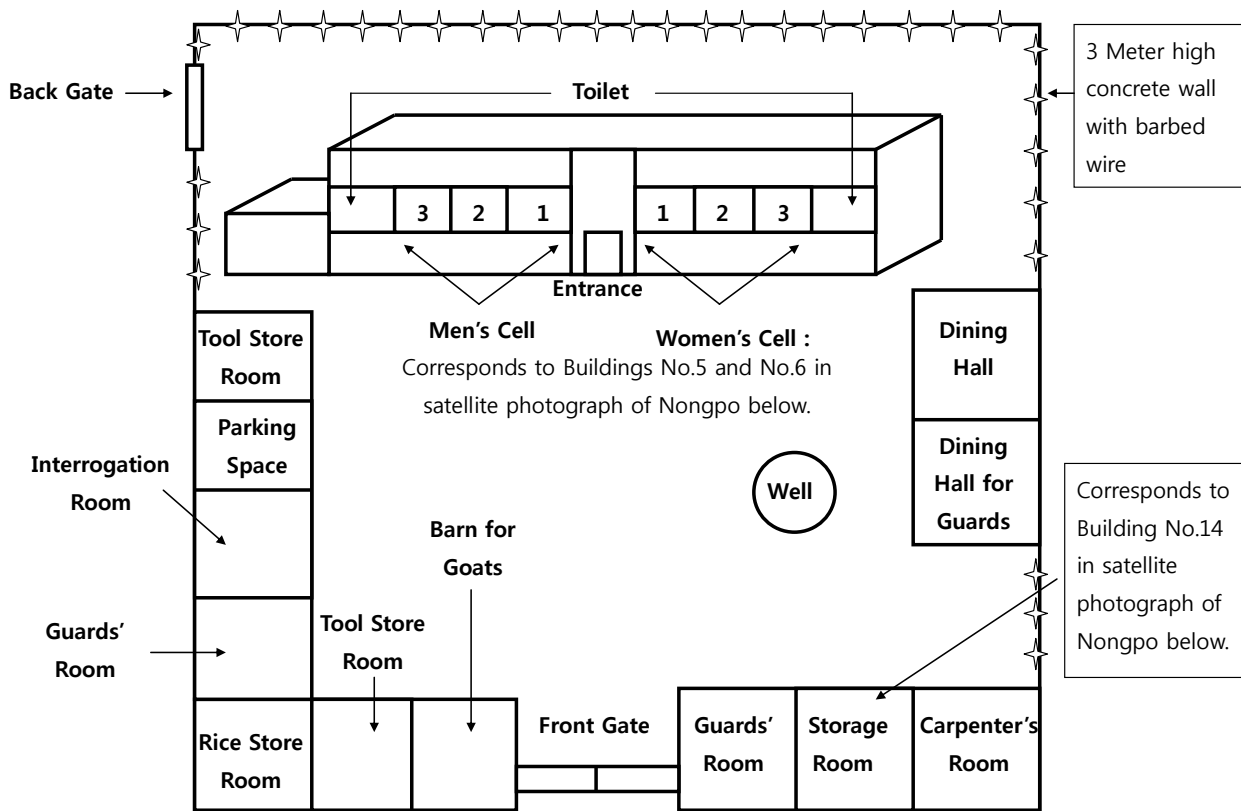 Back Gate
Toilet
3 Meter high
concrete wall
with barbed
wire
3 2 1
1 2 3
Entrance
Men's Cell
Women's Cell :
Corresponds to Buildings No.5 and No.6 in
satellite photograph of Nongpo below.
Tool Store
Room
Parking
Space
Interrogation
Room
Guards'
Room
Dining
Hall
Dining
Hall for
Guards
Well
Barn for
Goats
Tool Store
Room
Corresponds to
Building No.14
in satellite
photograph of
Nongpo below.
Rice Store
Room
Front Gate
Guards'
Room
Storage
Room
Carpenter's
Room